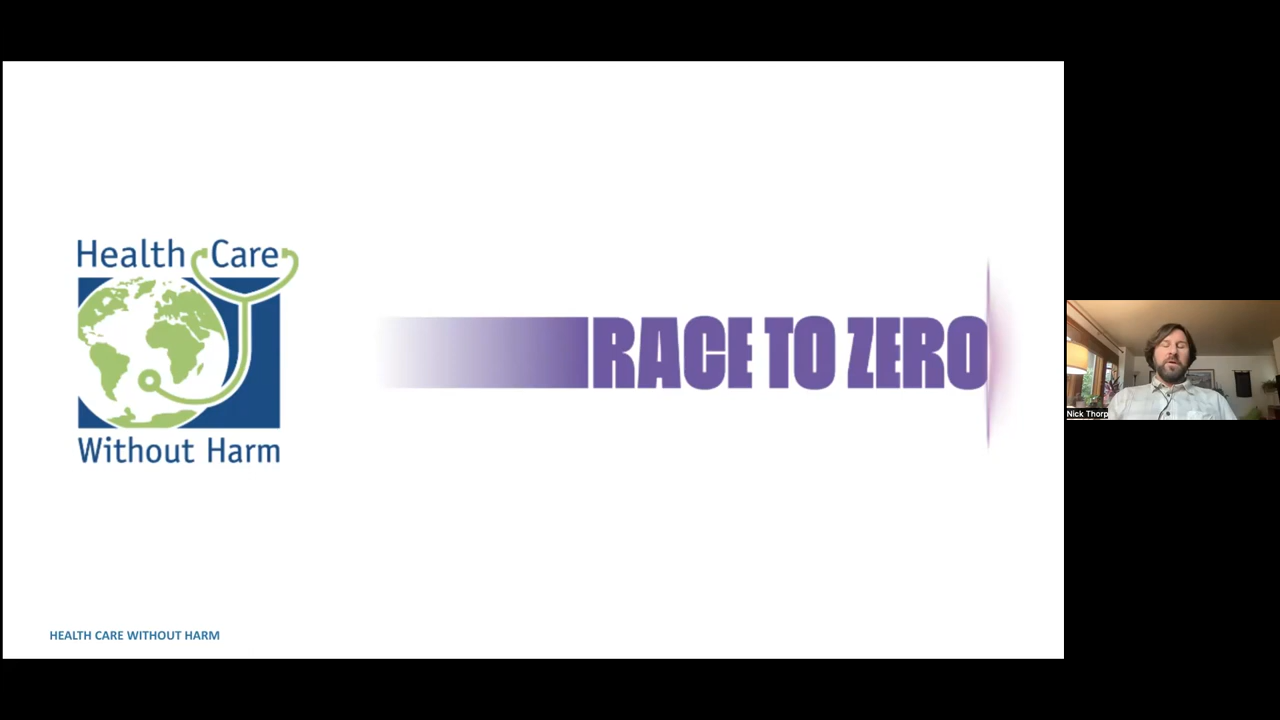 Health Care
Without Harm
RACE TO ZERO
HEALTH CARE WITHOUT HARM
Nick Thorp